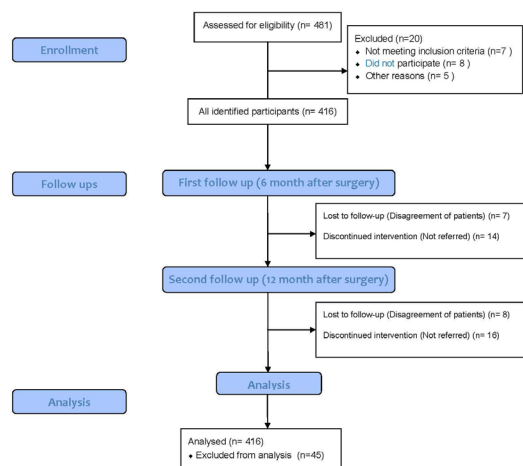 Assessed for eligibility (n= 481)
Enrollment
Excluded (n=20)
♦ Not meeting inclusion criteria (n=7 )
♦ Did not participate (n= 8 )
♦ Other reasons (n= 5 )
All identified participants (n= 416)
Follow ups
First follow up (6 month after surgery)
Lost to follow-up (Disagreement of patients) (n= 7)
Discontinued intervention (Not referred) (n= 14)
Second follow up (12 month after surgery)
Lost to follow-up (Disagreement of patients) (n= 8)
Discontinued intervention (Not referred) (n= 16)
Analysis
Analysis
Analysed (n= 416)
♦ Excluded from analysis (n=45)